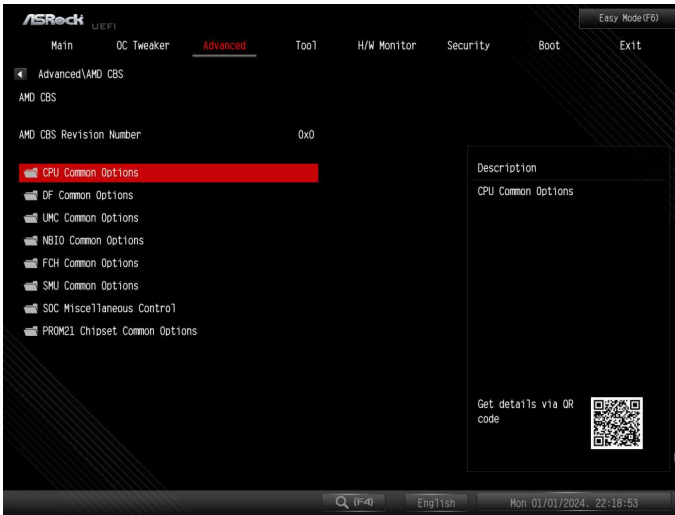 ASRock UEFI
Easy Mode(F6)
Main OC Tweaker Advanced Tool H/W Monitor Security Boot Exit
Advanced\AMD CBS
AMD CBS
AMD CBS Revision Number 0x0
CPU Common Options
DF Common Options
UMC Common Options
NBIO Common Options
FCH Common Options
SMU Common Options
SOC Miscellaneous Control
PROM21 Chipset Common Options
Description
CPU Common Options
Get details via QR
code
(F4) English Mon 01/01/2024. 22:18:53